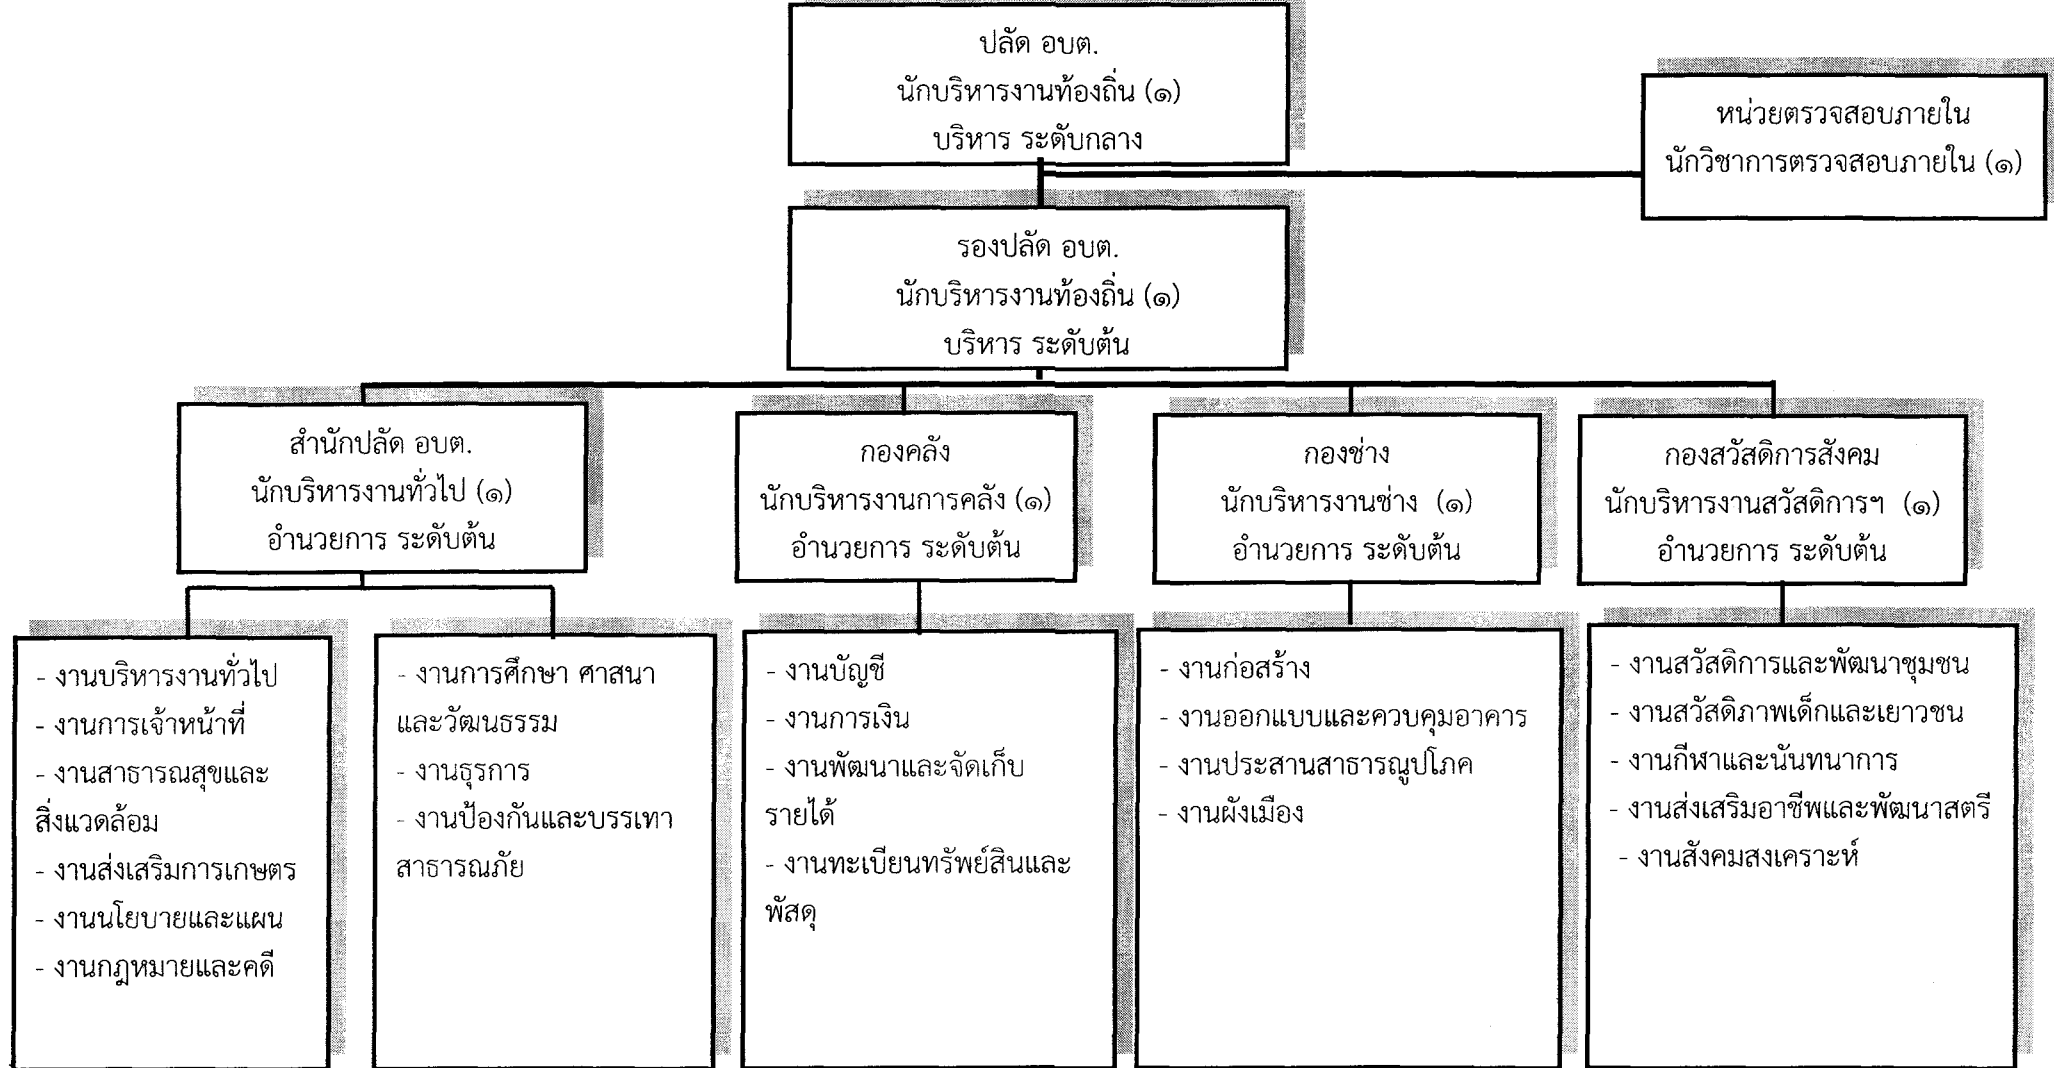 ปลัด อบต.
นักบริหารงานท้องถิ่น (๑)
บริหาร ระดับกลาง
หน่วยตรวจสอบภายใน
นักวิชาการตรวจสอบภายใน (๑)
รองปลัด อบต.
นักบริหารงานท้องถิ่น (๑)
บริหาร ระดับต้น
สำนักปลัด อบต.
นักบริหารงานทั่วไป (๑)
อำนวยการ ระดับต้น
กองคลัง
นักบริหารงานการคลัง (๑)
อำนวยการ ระดับต้น
กองช่าง
นักบริหารงานช่าง (๑)
อำนวยการ ระดับต้น
กองสวัสดิการสังคม
นักบริหารงานสวัสดิการฯ (๑)
อำนวยการ ระดับต้น
- งานบริหารงานทั่วไป
- งานการเจ้าหน้าที่
- งานสาธารณสุขและ
สิ่งแวดล้อม
- งานส่งเสริมการเกษตร
- งานนโยบายและแผน
- งานกฎหมายและคดี
- งานการศึกษา ศาสนา
และวัฒนธรรม
- งานธุรการ
- งานป้องกันและบรรเทา
สาธารณภัย
- งานบัญชี
- งานการเงิน
- งานพัฒนาและจัดเก็บ
รายได้
- งานทะเบียนทรัพย์สินและ
พัสดุ
- งานก่อสร้าง
- งานออกแบบและควบคุมอาคาร
- งานประสานสาธารณูปโภค
- งานผังเมือง
- งานสวัสดิการและพัฒนาชุมชน
- งานสวัสดิภาพเด็กและเยาวชน
- งานกีฬาและนันทนาการ
- งานส่งเสริมอาชีพและพัฒนาสตรี
- งานสังคมสงเคราะห์